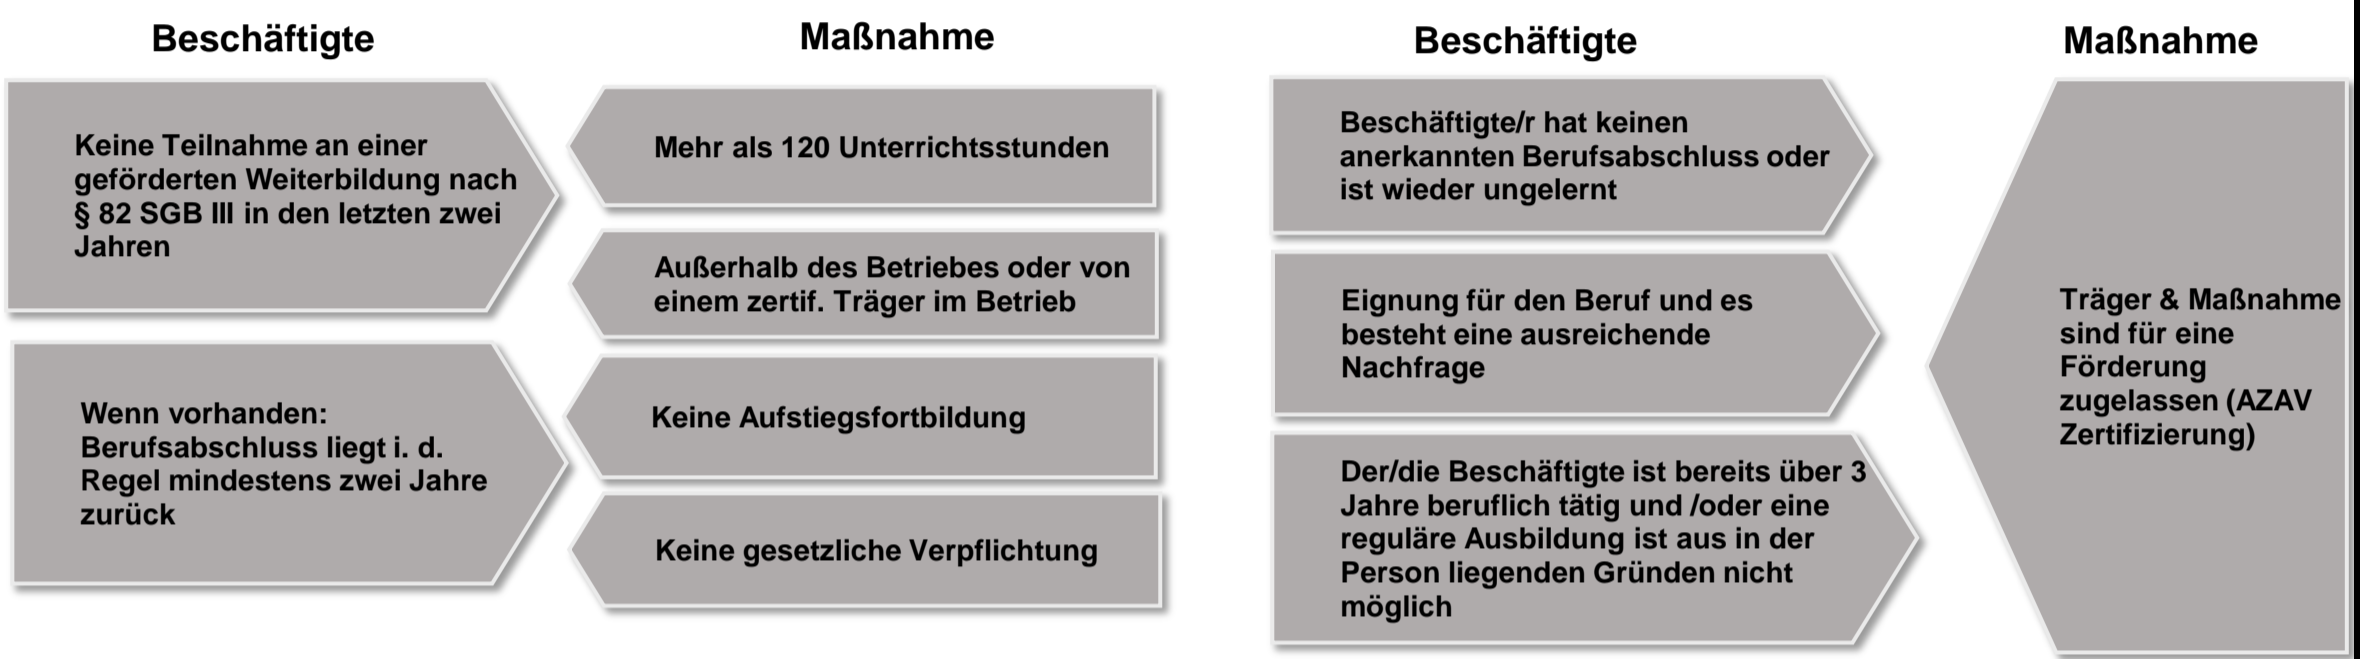 Beschäftigte
Keine Teilnahme an einer
geförderten Weiterbildung nach
§ 82 SGB III in den letzten zwei
Jahren
Wenn vorhanden:
Berufsabschluss liegt i. d.
Regel mindestens zwei Jahre
zurück
Maßnahme
Mehr als 120 Unterrichtsstunden
Außerhalb des Betriebes oder von
einem zertif. Träger im Betrieb
Keine Aufstiegsfortbildung
Keine gesetzliche Verpflichtung
Beschäftigte
Beschäftigte/r hat keinen
anerkannten Berufsabschluss oder
ist wieder ungelernt
Eignung für den Beruf und es
besteht eine ausreichende
Nachfrage
Der/die Beschäftigte ist bereits über 3
Jahre beruflich tätig und /oder eine
reguläre Ausbildung ist aus in der
Person liegenden Gründen nicht
möglich
Maßnahme
Träger & Maßnahme
sind für eine
Förderung
zugelassen (AZAV
Zertifizierung)